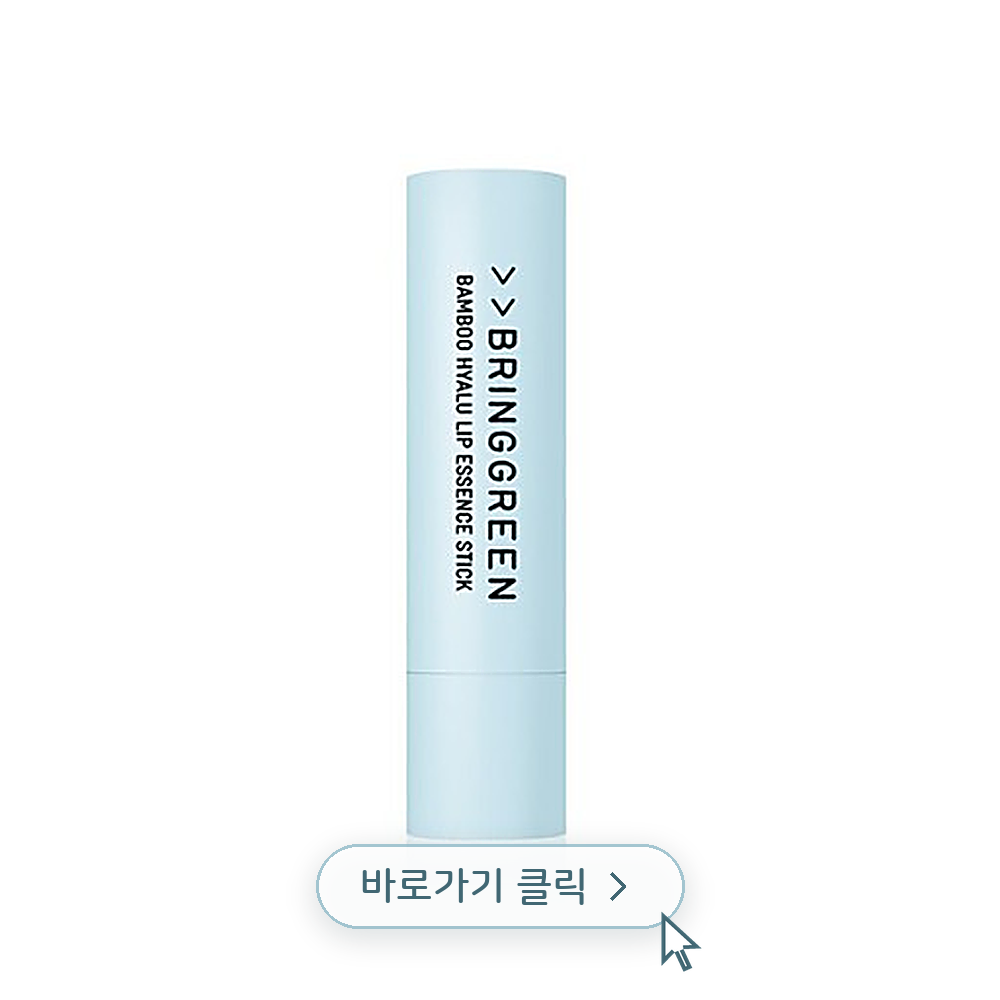 >>BRINGGREEN
BAMBOO HYALU LIP ESSENCE STICK
바로가기 클릭 >